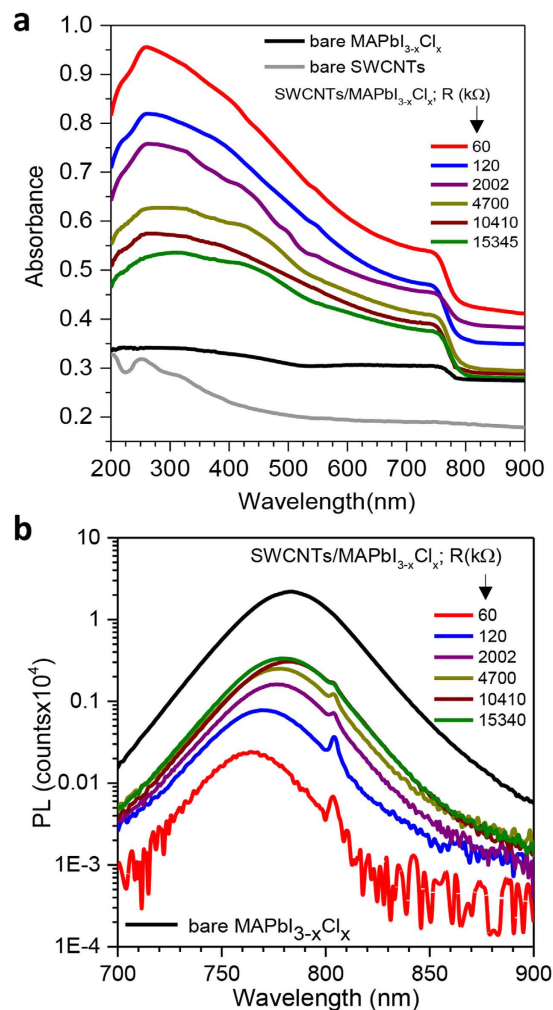 a
bare MAPbI3-xClx
bare SWCNTs
SWCNTs/MAPbI3-xClx; R (kΩ)
60
120
2002
4700
10410
15345
Absorbance
1.0
0.9
0.8
0.7
0.6
0.5
0.4
0.3
0.2
200 250 300 350 400 500 600 700 800 900
Wavelength(nm)
b
SWCNTs/MAPbI3-xClx; R(kΩ)
60
120
2002
4700
10410
15340
PL (countsx10^4)
10
1
0.1
0.01
1E-3
1E-4
bare MAPbI3-xClx
700 750 800 850 900
Wavelength (nm)